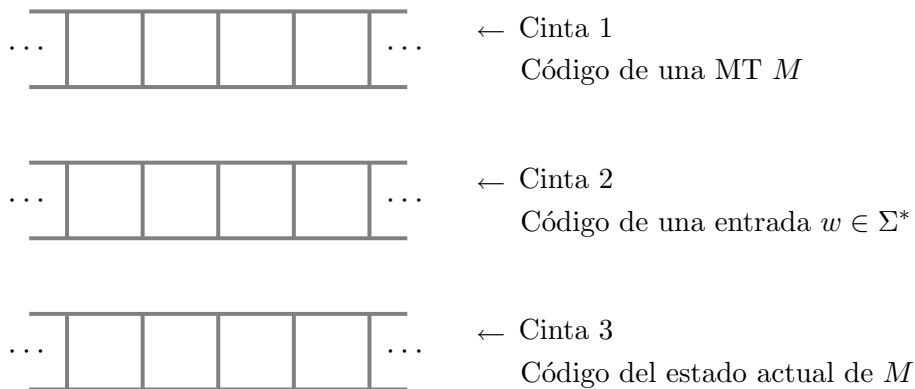 ··· ··· ← Cinta 1
Código de una MT M
··· ··· ← Cinta 2
Código de una entrada w ∈ Σ*
··· ··· ← Cinta 3
Código del estado actual de M